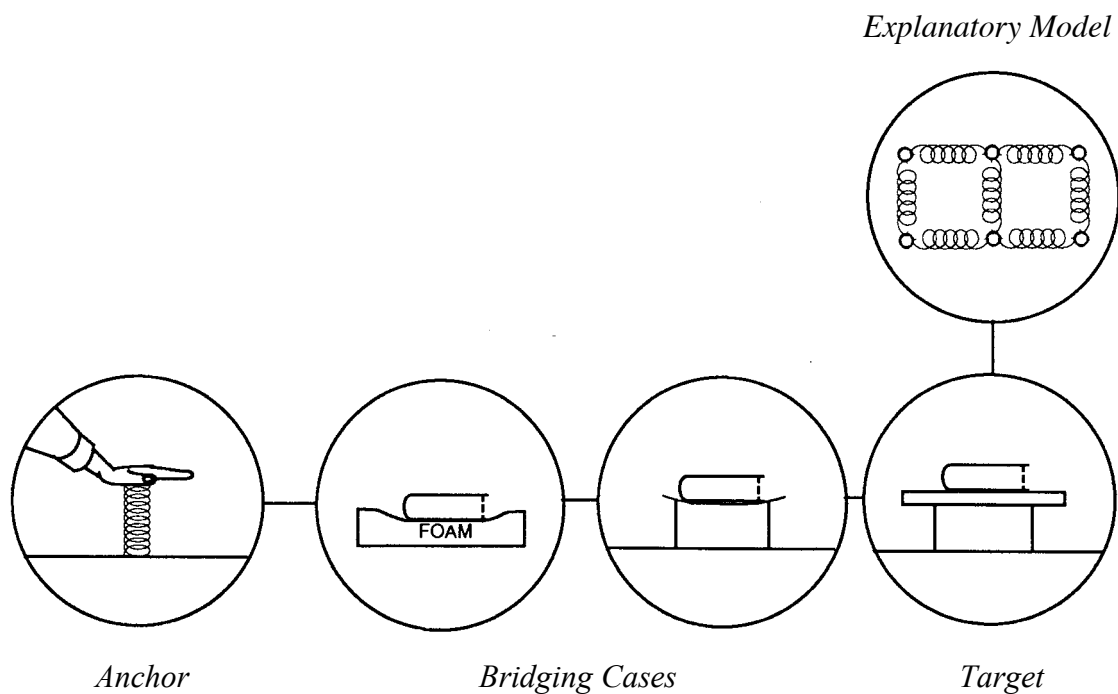 Explanatory Model
FOAM
Anchor
Bridging Cases
Target